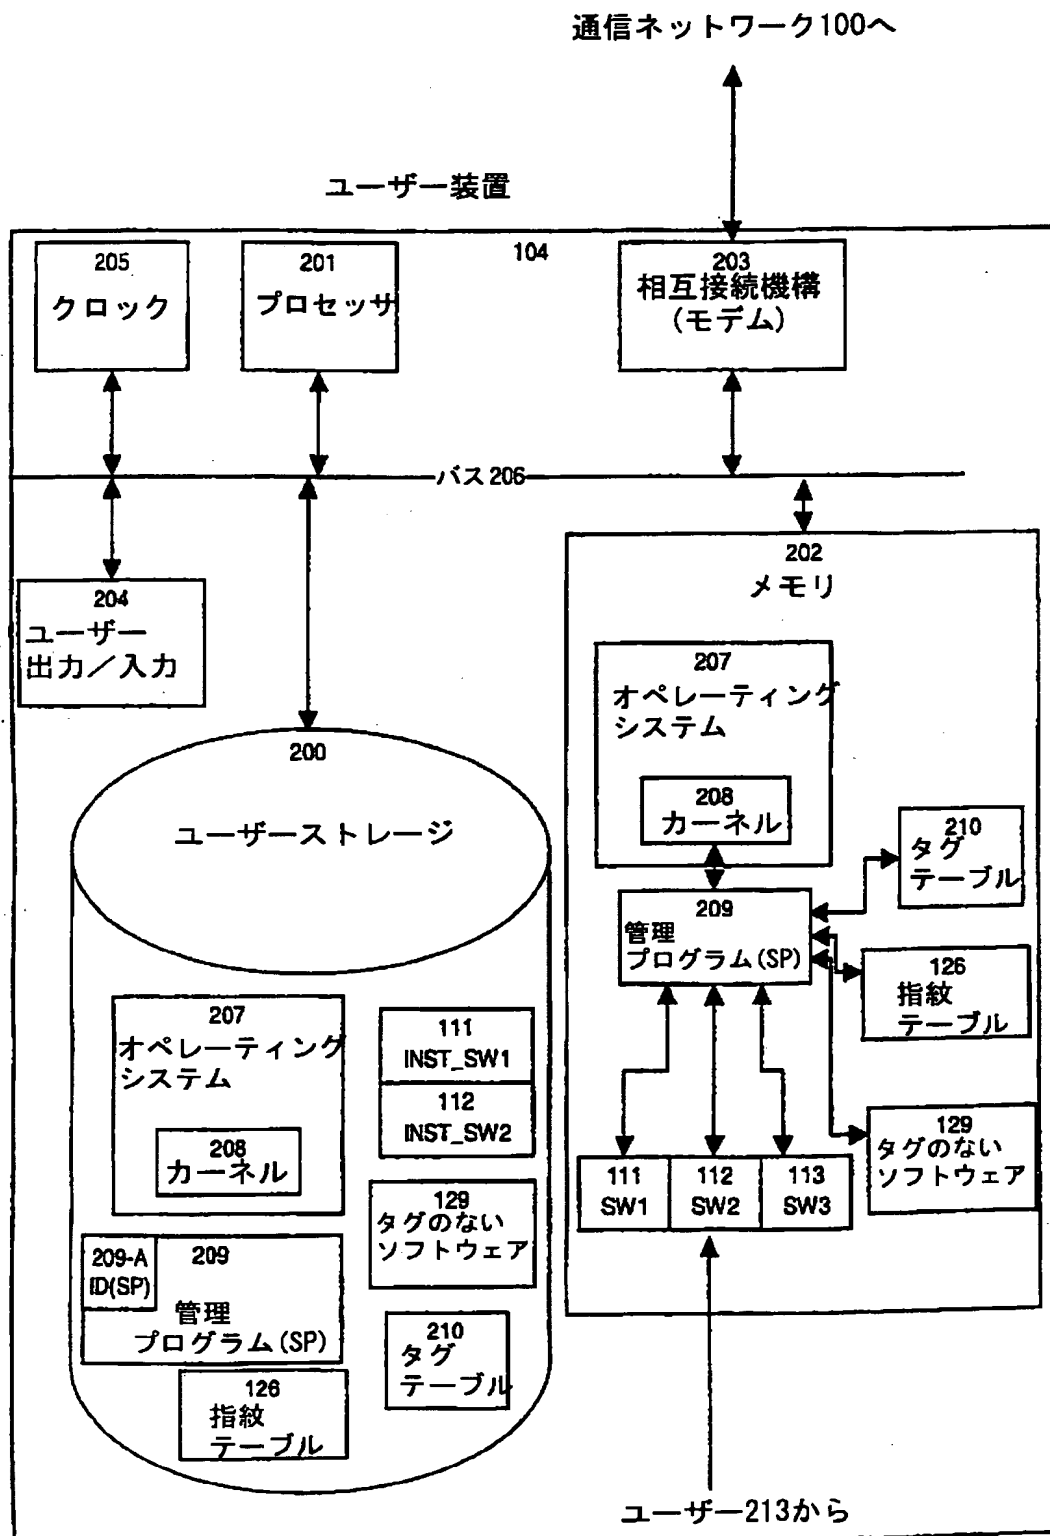 通信ネットワーク100へ
ユーザー装置
104
205
クロック
201
プロセッサ
203
相互接続機構
(モデム)
バス206
204
ユーザー
出力／入力
200
ユーザーストレージ
207
オペレーティング
システム
208
カーネル
111
INST_SW1
112
INST_SW2
129
タグのない
ソフトウェア
209-A
ID(SP)
209
管理
プログラム(SP)
210
タグ
テーブル
126
指紋
テーブル
202
メモリ
207
オペレーティング
システム
208
カーネル
209
管理
プログラム(SP)
210
タグ
テーブル
126
指紋
テーブル
129
タグのない
ソフトウェア
111
SW1
112
SW2
113
SW3
ユーザー213から